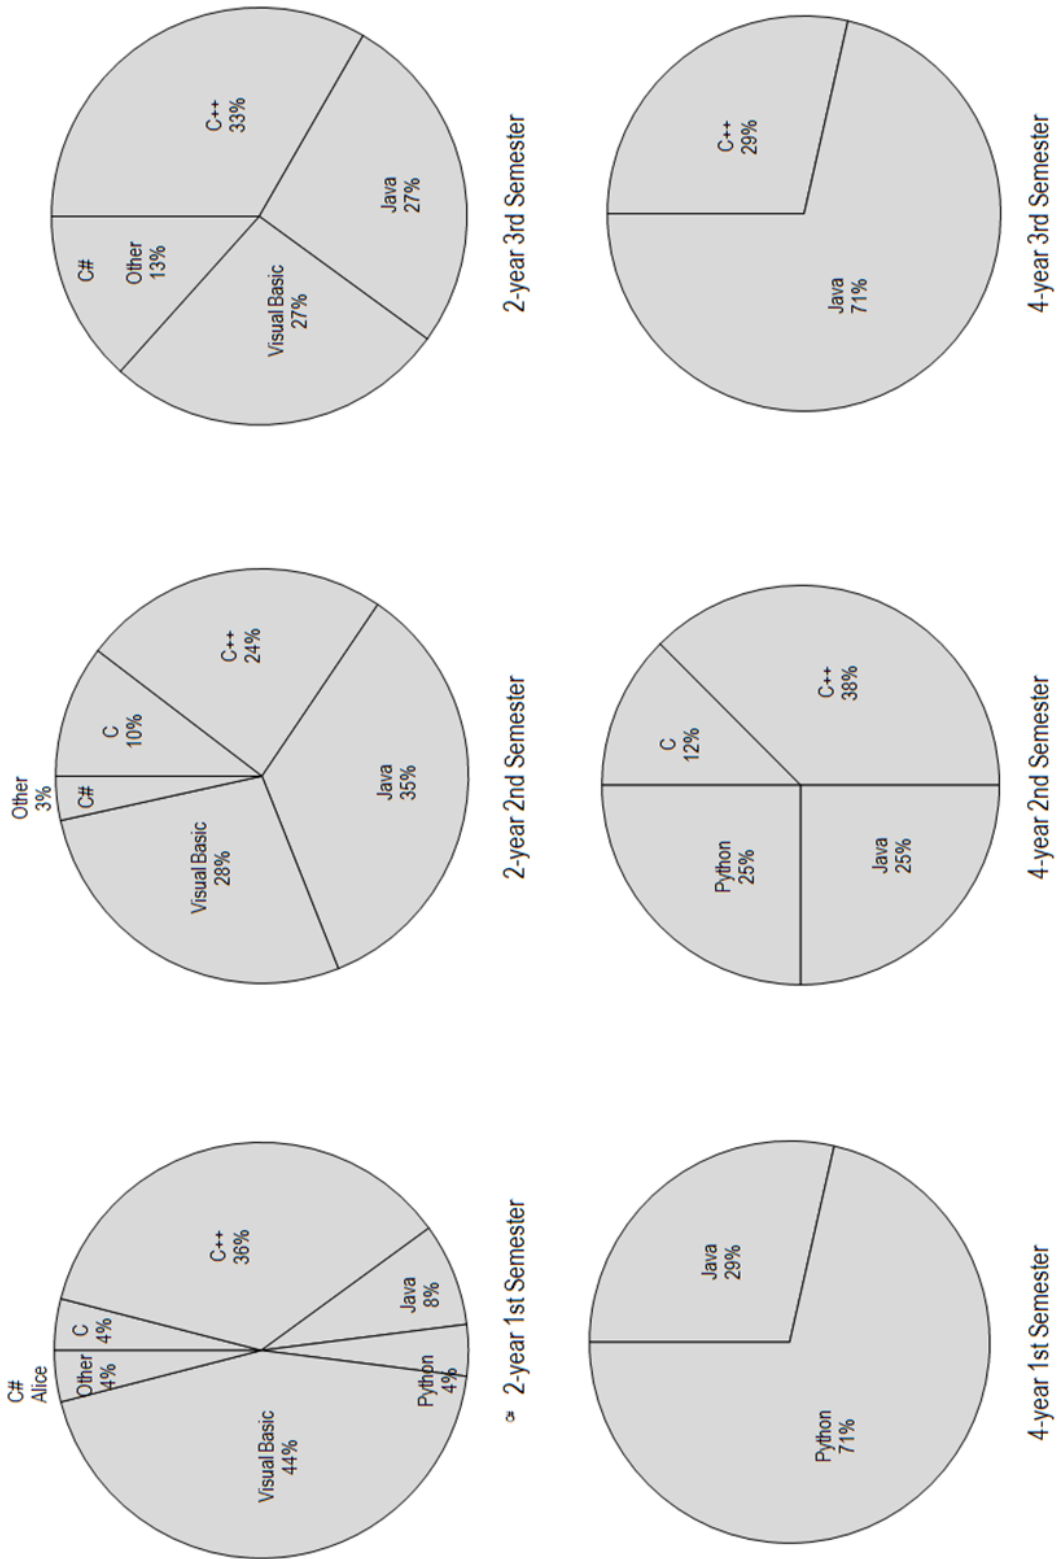 C#
Alice
Other
4%
C
4%
C++
36%
Visual Basic
44%
Java
8%
Python
4%
2-year 1st Semester
Other
3%
C#
C
10%
Visual Basic
28%
C++
24%
Java
35%
2-year 2nd Semester
C#
Other
13%
C++
33%
Visual Basic
27%
Java
27%
2-year 3rd Semester
Java
29%
Python
71%
4-year 1st Semester
C
12%
Python
25%
C++
38%
Java
25%
4-year 2nd Semester
C++
29%
Java
71%
4-year 3rd Semester